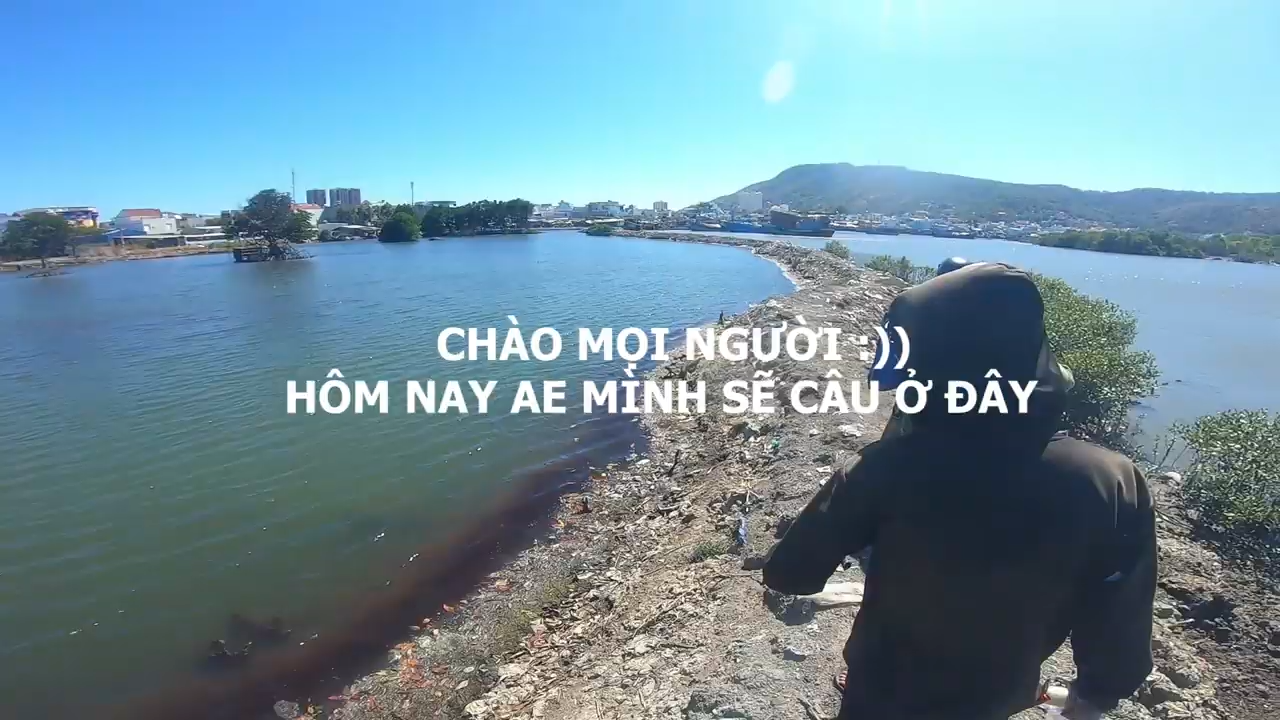 CHÀO MỌI NGƯỜI :))
HÔM NAY AE MÌNH SẼ CÂU Ở ĐÂY